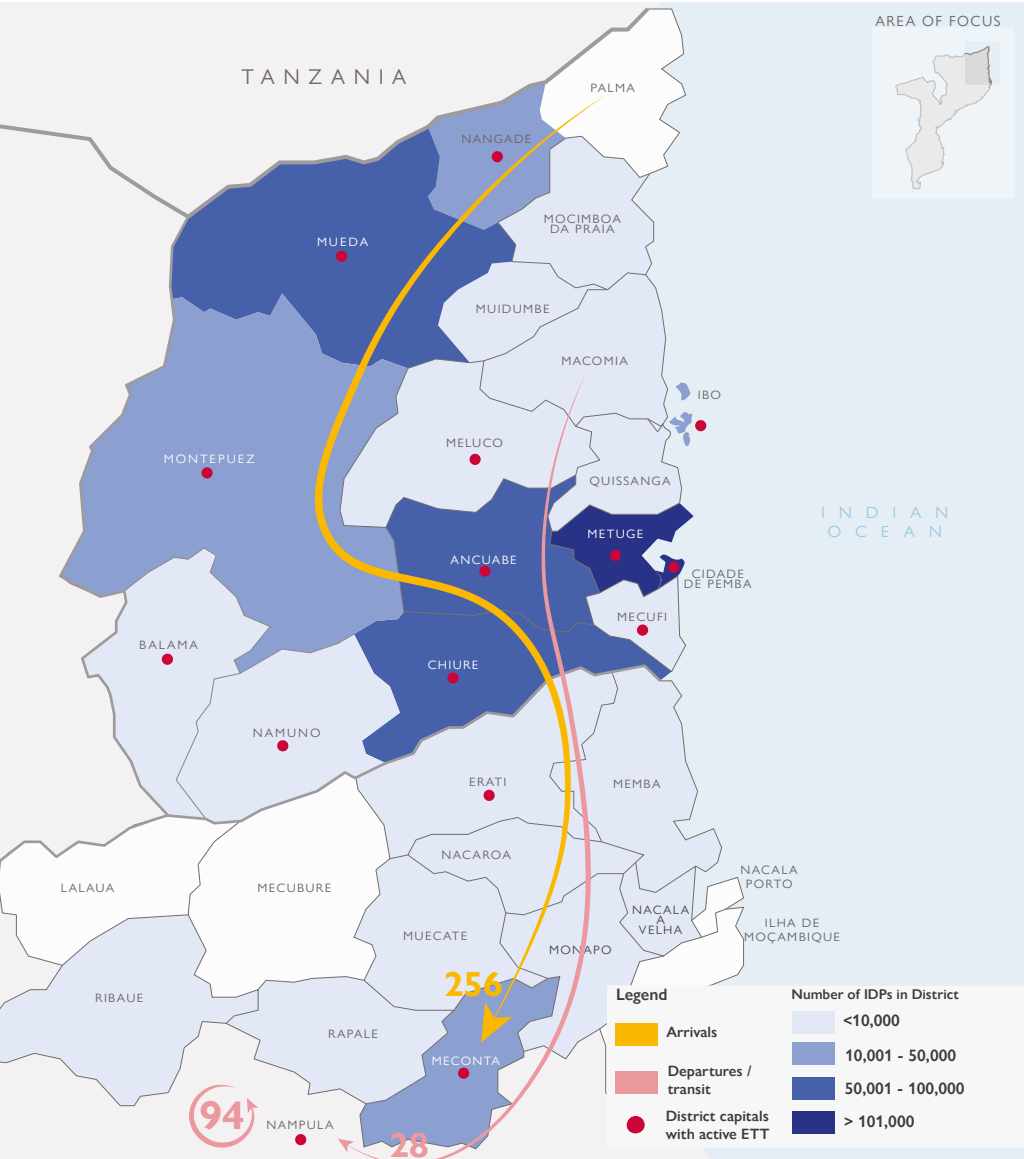 AREA OF FOCUS
TANZANIA
PALMA
NANGADE
MOCIMBOA
DA PRAIA
MUEDA
MUIDUMBE
MACOMIA
IBO
MELUCO
MONTEPUEZ
QUISSANGA
INDIAN
OCEAN
METUGE
ANCUABE
CIDADE
DE PEMBA
MECUFI
BALAMA
CHIURE
NAMUNO
ERATI
MEMBA
NACAROA
NACALA
PORTO
LALAUA
MECUBURE
NACALA
A
VELHA
ILHA DE
MOÇAMBIQUE
MUECATE
MONAPO
256
RIBAUE
RAPALE
MECONTA
94
NAMPULA
28
Legend
Arrivals
Departures /
transit
District capitals
with active ETT
Number of IDPs in District
<10,000
10,001 - 50,000
50,001 - 100,000
> 101,000